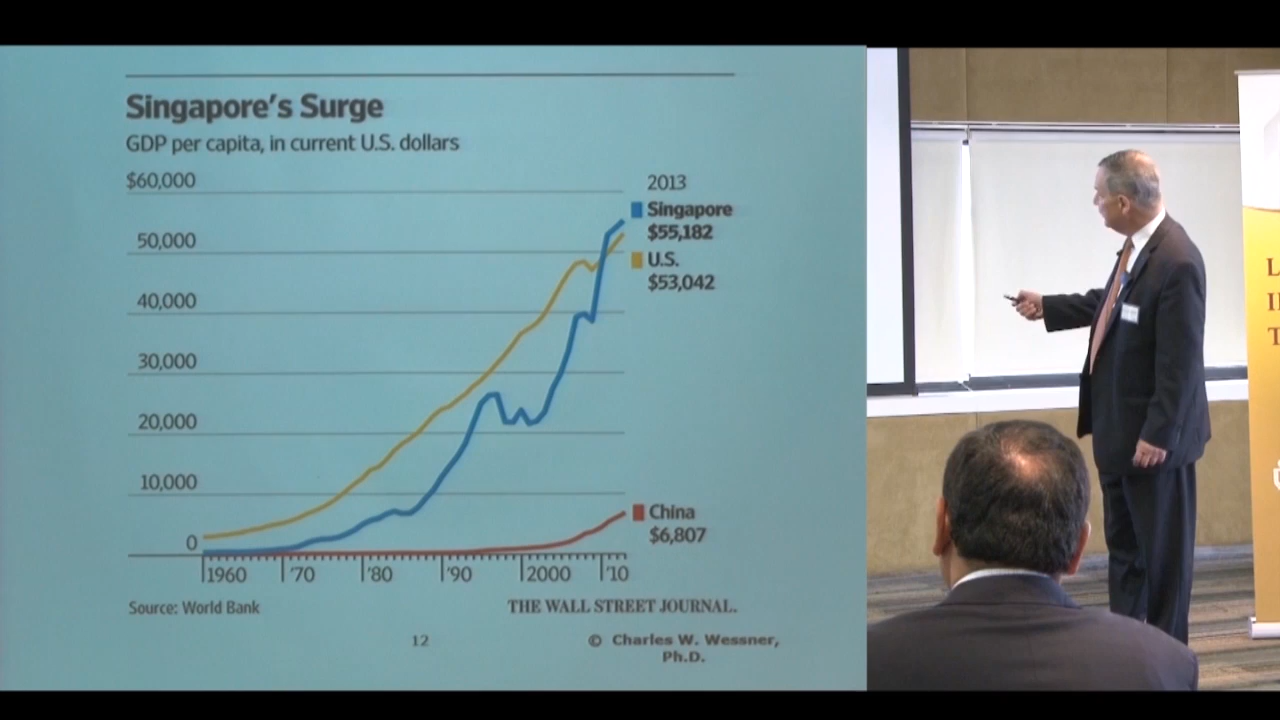 Singapore's Surge
GDP per capita, in current U.S. dollars
$60,000
50,000
40,000
30,000
20,000
10,000
0
2013
Singapore
$55,182
U.S.
$53,042
China
$6,807
1960 '70 '80 '90 2000 '10
Source: World Bank
THE WALL STREET JOURNAL.
12
© Charles W. Wessner,
Ph.D.